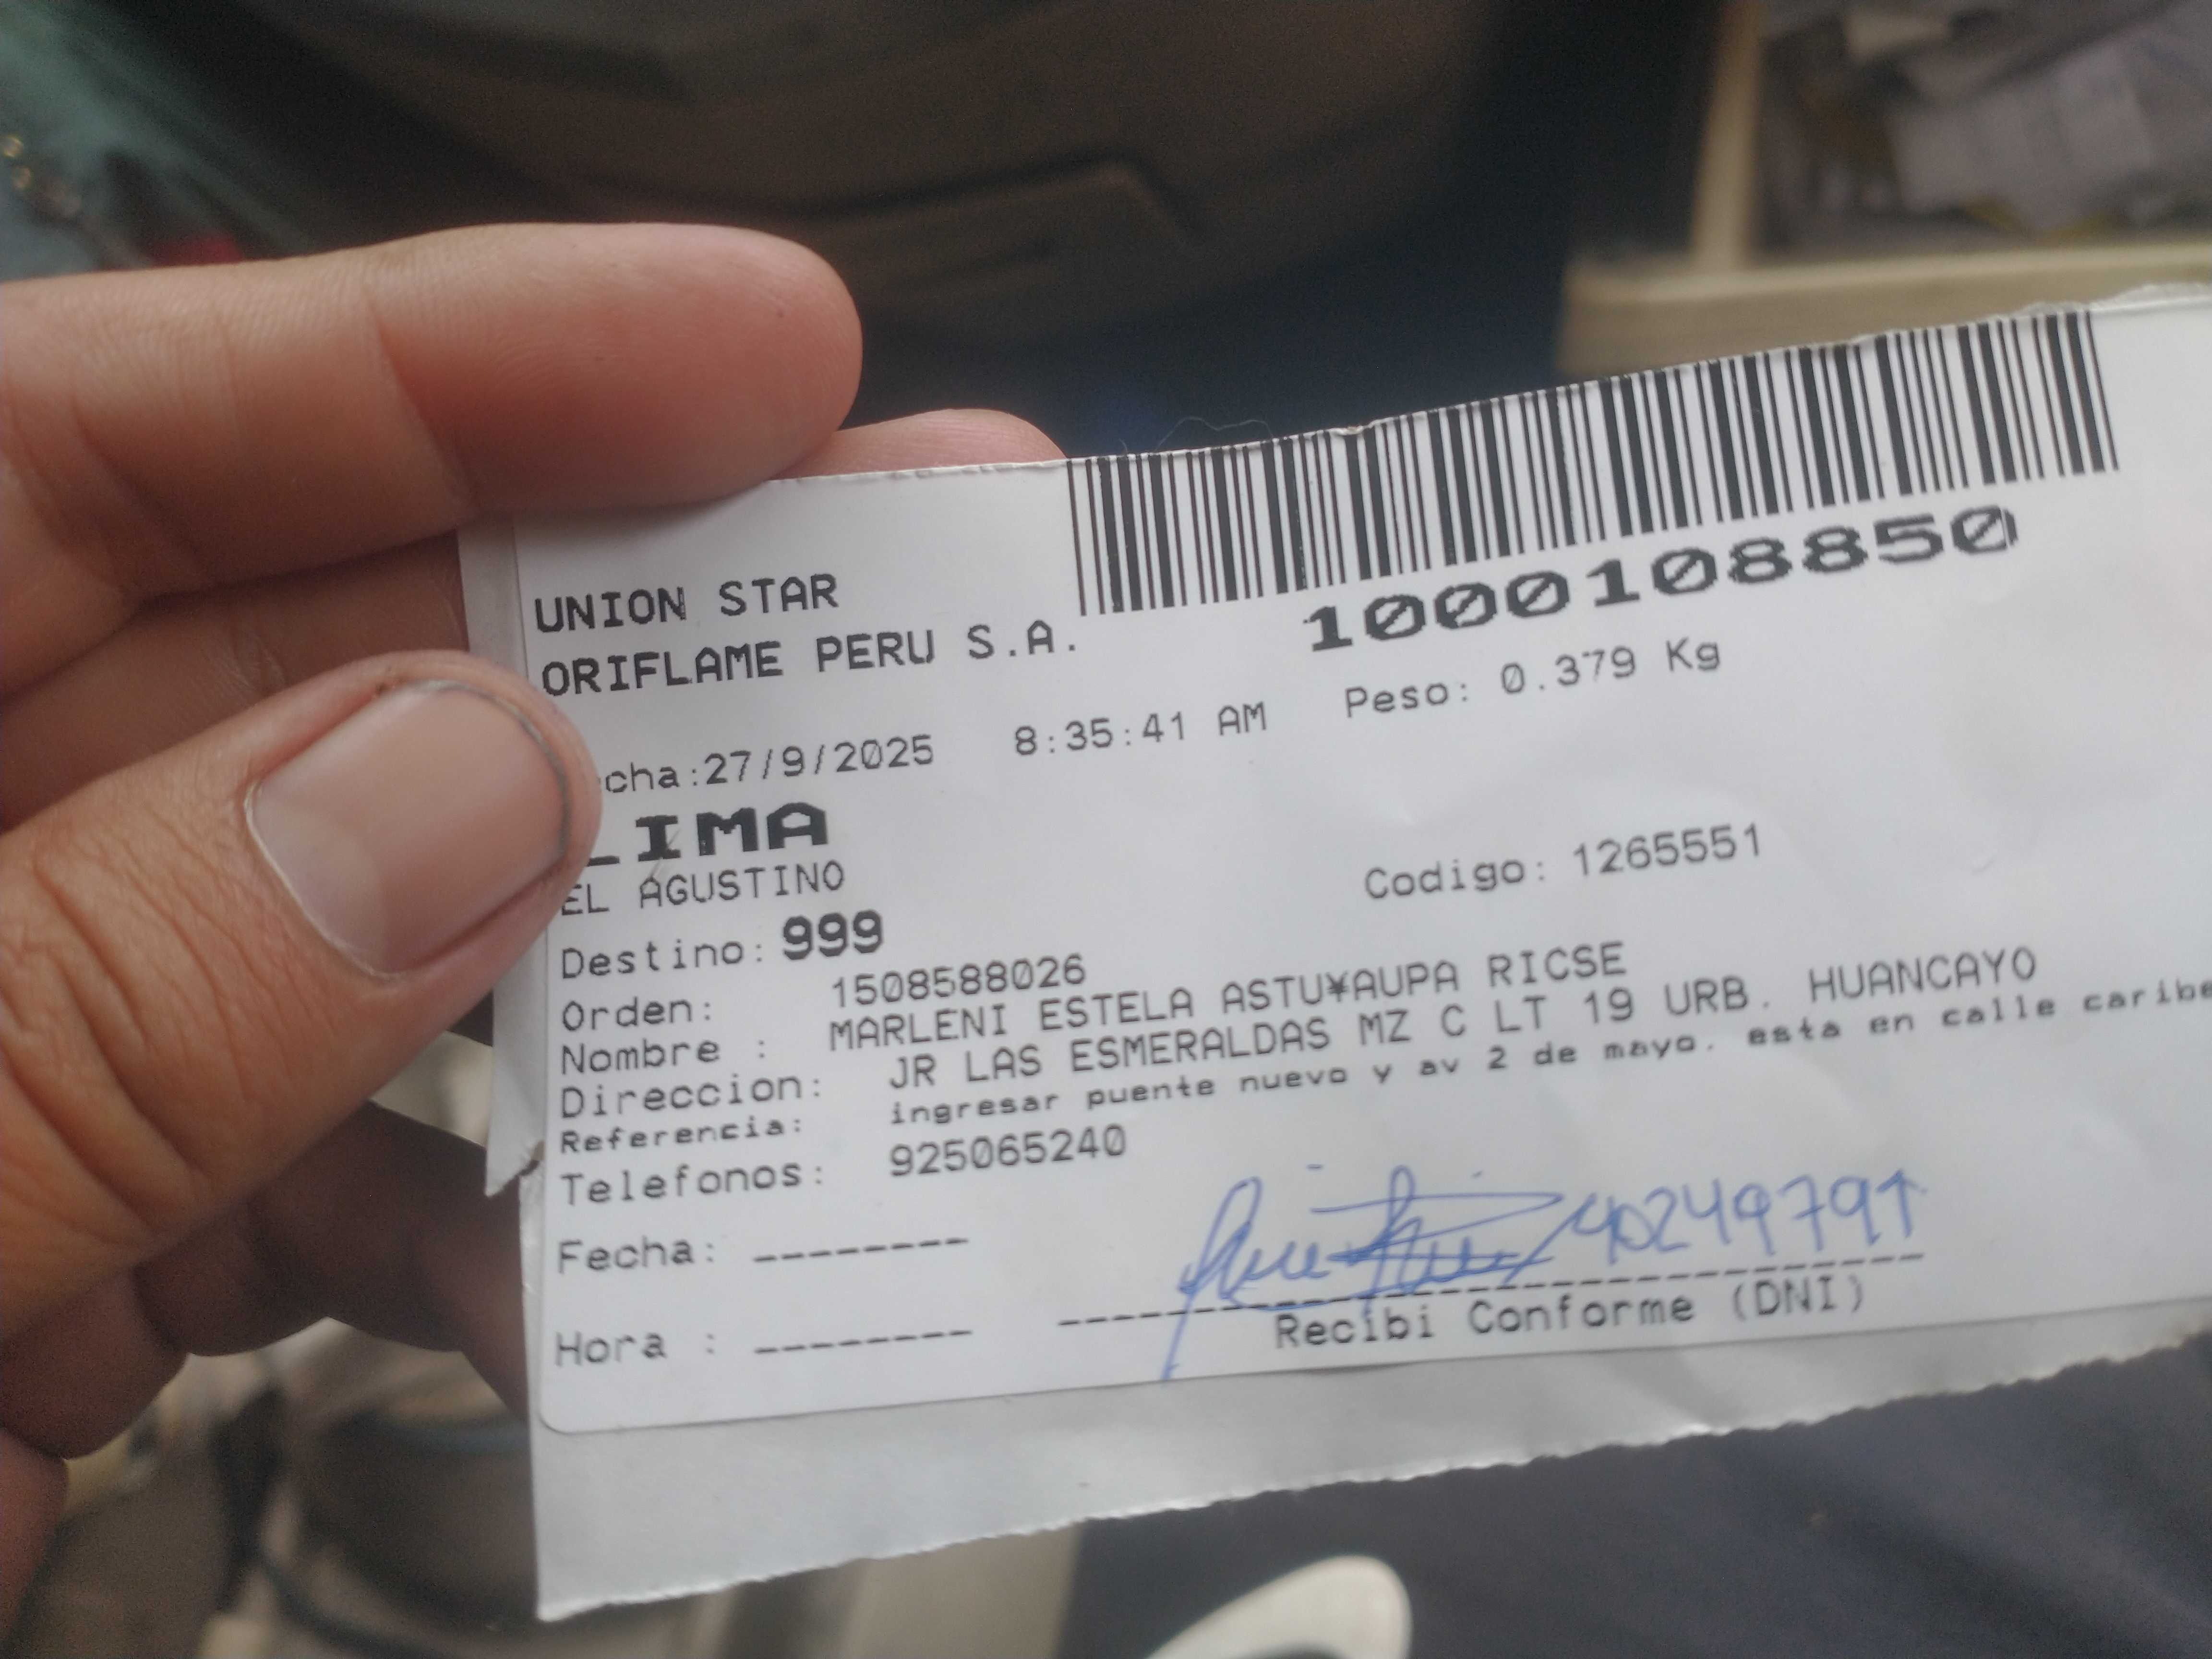 UNION STAR
ORIFLAME PERU S.A.
1000108850
cha:27/9/2025 8:35:41 AM Peso: 0.379 Kg
LIMA
EL AGUSTINO
Codigo: 1265551
Destino: 999
Orden: 1508588026
Nombre : MARLENI ESTELA ASTU¥AUPA RICSE
Direccion: JR LAS ESMERALDAS MZ C LT 19 URB. HUANCAYO
Referencia: ingresar puente nuevo y av 2 de mayo. esta en calle caribe
Telefonos: 925065240
Fecha: --------
Hora : --------
Recibi Conforme (DNI)